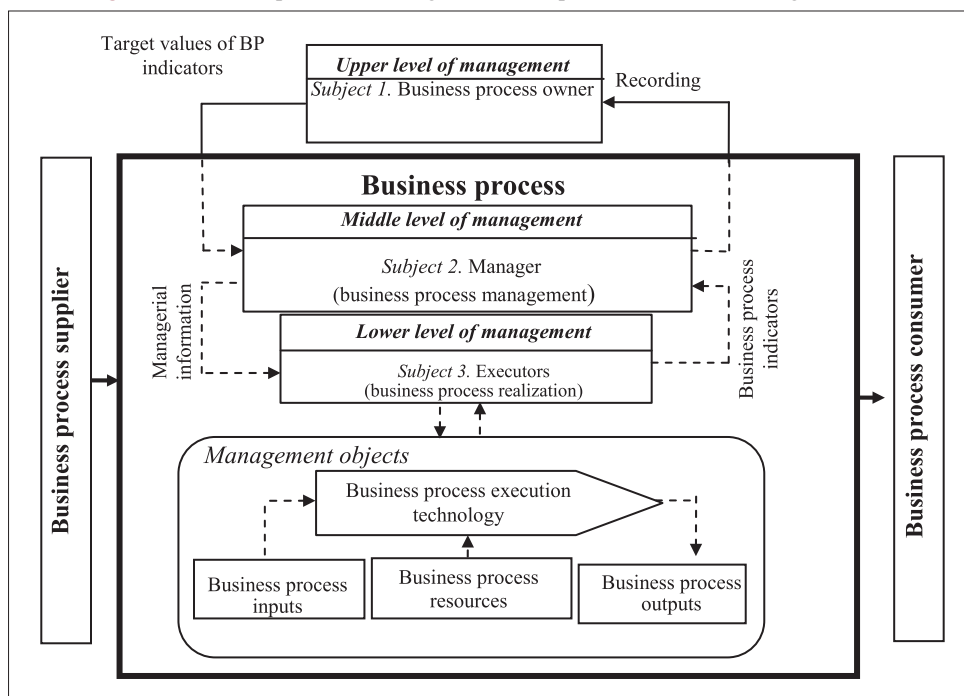 Target values of BP
indicators
Upper level of management
Subject 1. Business process owner
Recording
Business process supplier
Business process
Middle level of management
Subject 2. Manager
(business process management)
Managerial
information
Lower level of management
Subject 3. Executors
(business process realization)
Business process
indicators
Management objects
Business process execution
technology
Business process
inputs
Business process
resources
Business process
outputs
Business process consumer